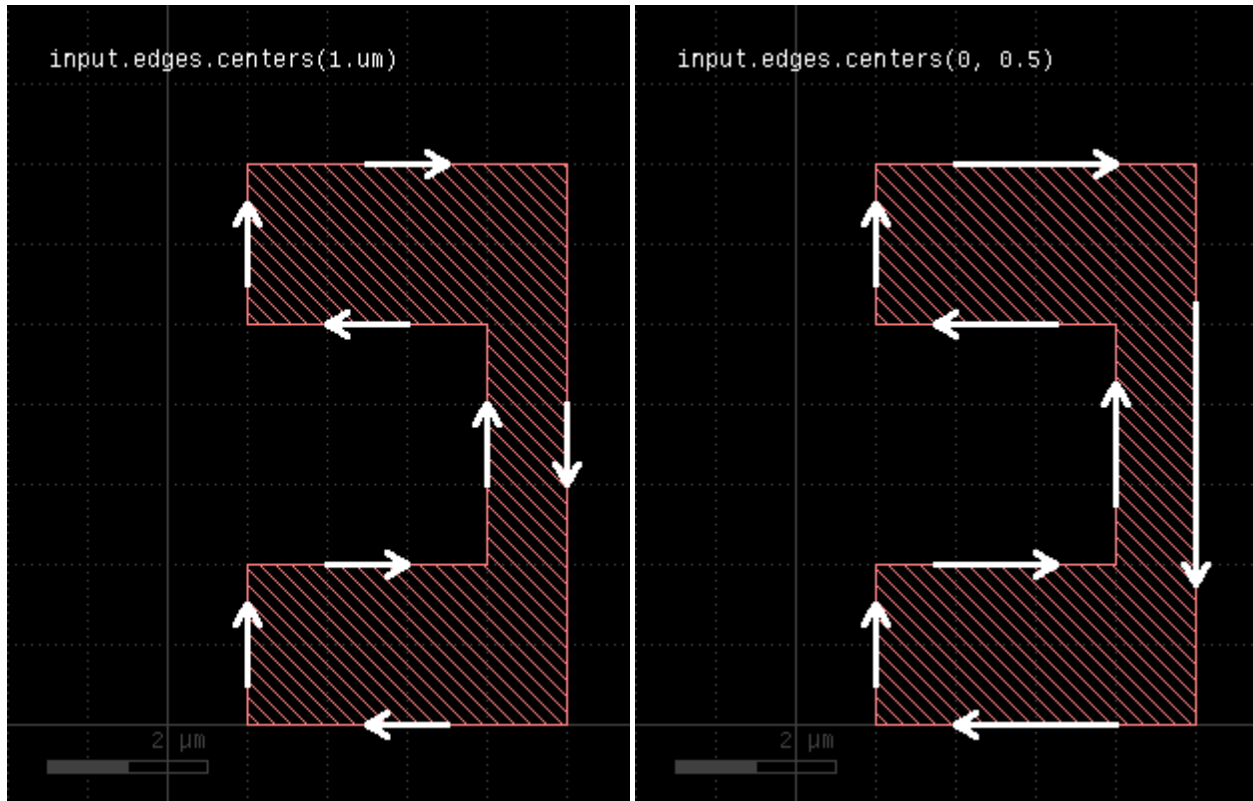 input.edges.centers(1.um)
input.edges.centers(0, 0.5)
2 µm
2 µm